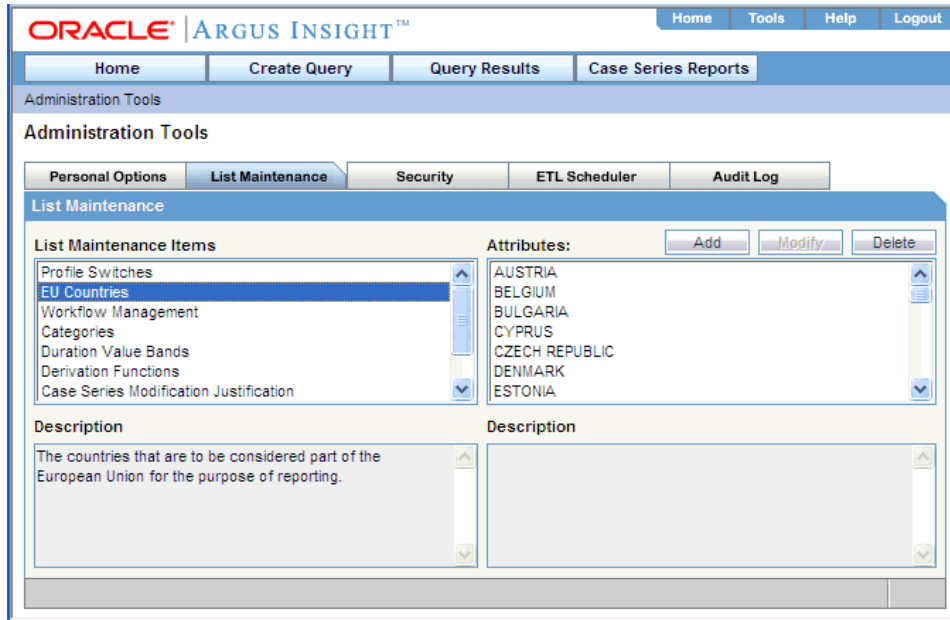 ORACLE® | ARGUS INSIGHT™
Home Tools Help Logout
Home Create Query Query Results Case Series Reports
Administration Tools
Administration Tools
Personal Options List Maintenance Security ETL Scheduler Audit Log
List Maintenance
List Maintenance Items
Profile Switches
EU Countries
Workflow Management
Categories
Duration Value Bands
Derivation Functions
Case Series Modification Justification
Attributes:
Add Modify Delete
AUSTRIA
BELGIUM
BULGARIA
CYPRUS
CZECH REPUBLIC
DENMARK
ESTONIA
Description
The countries that are to be considered part of the
European Union for the purpose of reporting.
Description